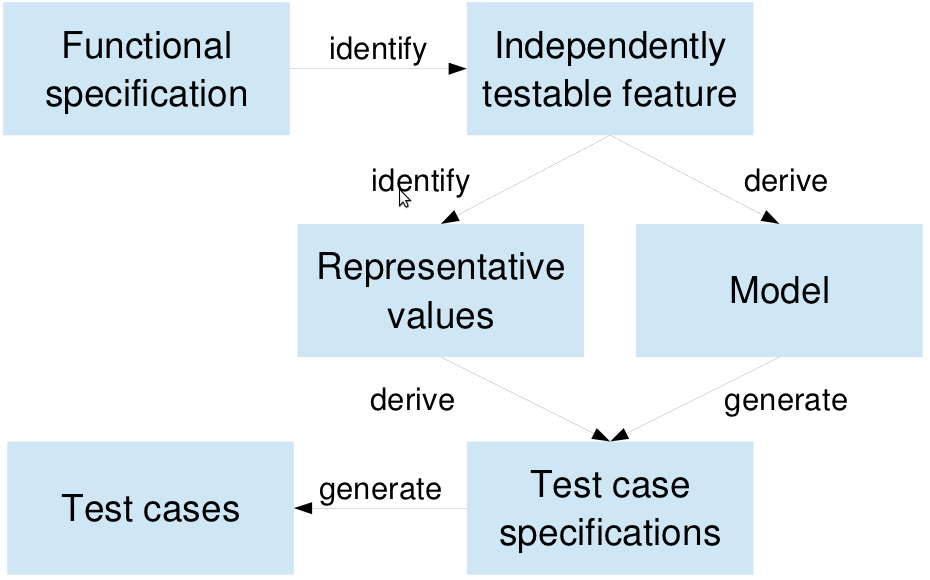 Functional
specification
identify
Independently
testable feature
identify
derive
Representative
values
Model
derive
generate
Test cases
generate
Test case
specifications